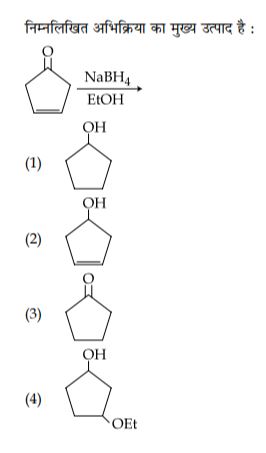 निम्नलिखित अभिक्रिया का मुख्य उत्पाद है :
O
NaBH₄
EtOH
OH
(1)
OH
(2)
O
(3)
OH
(4)
OEt